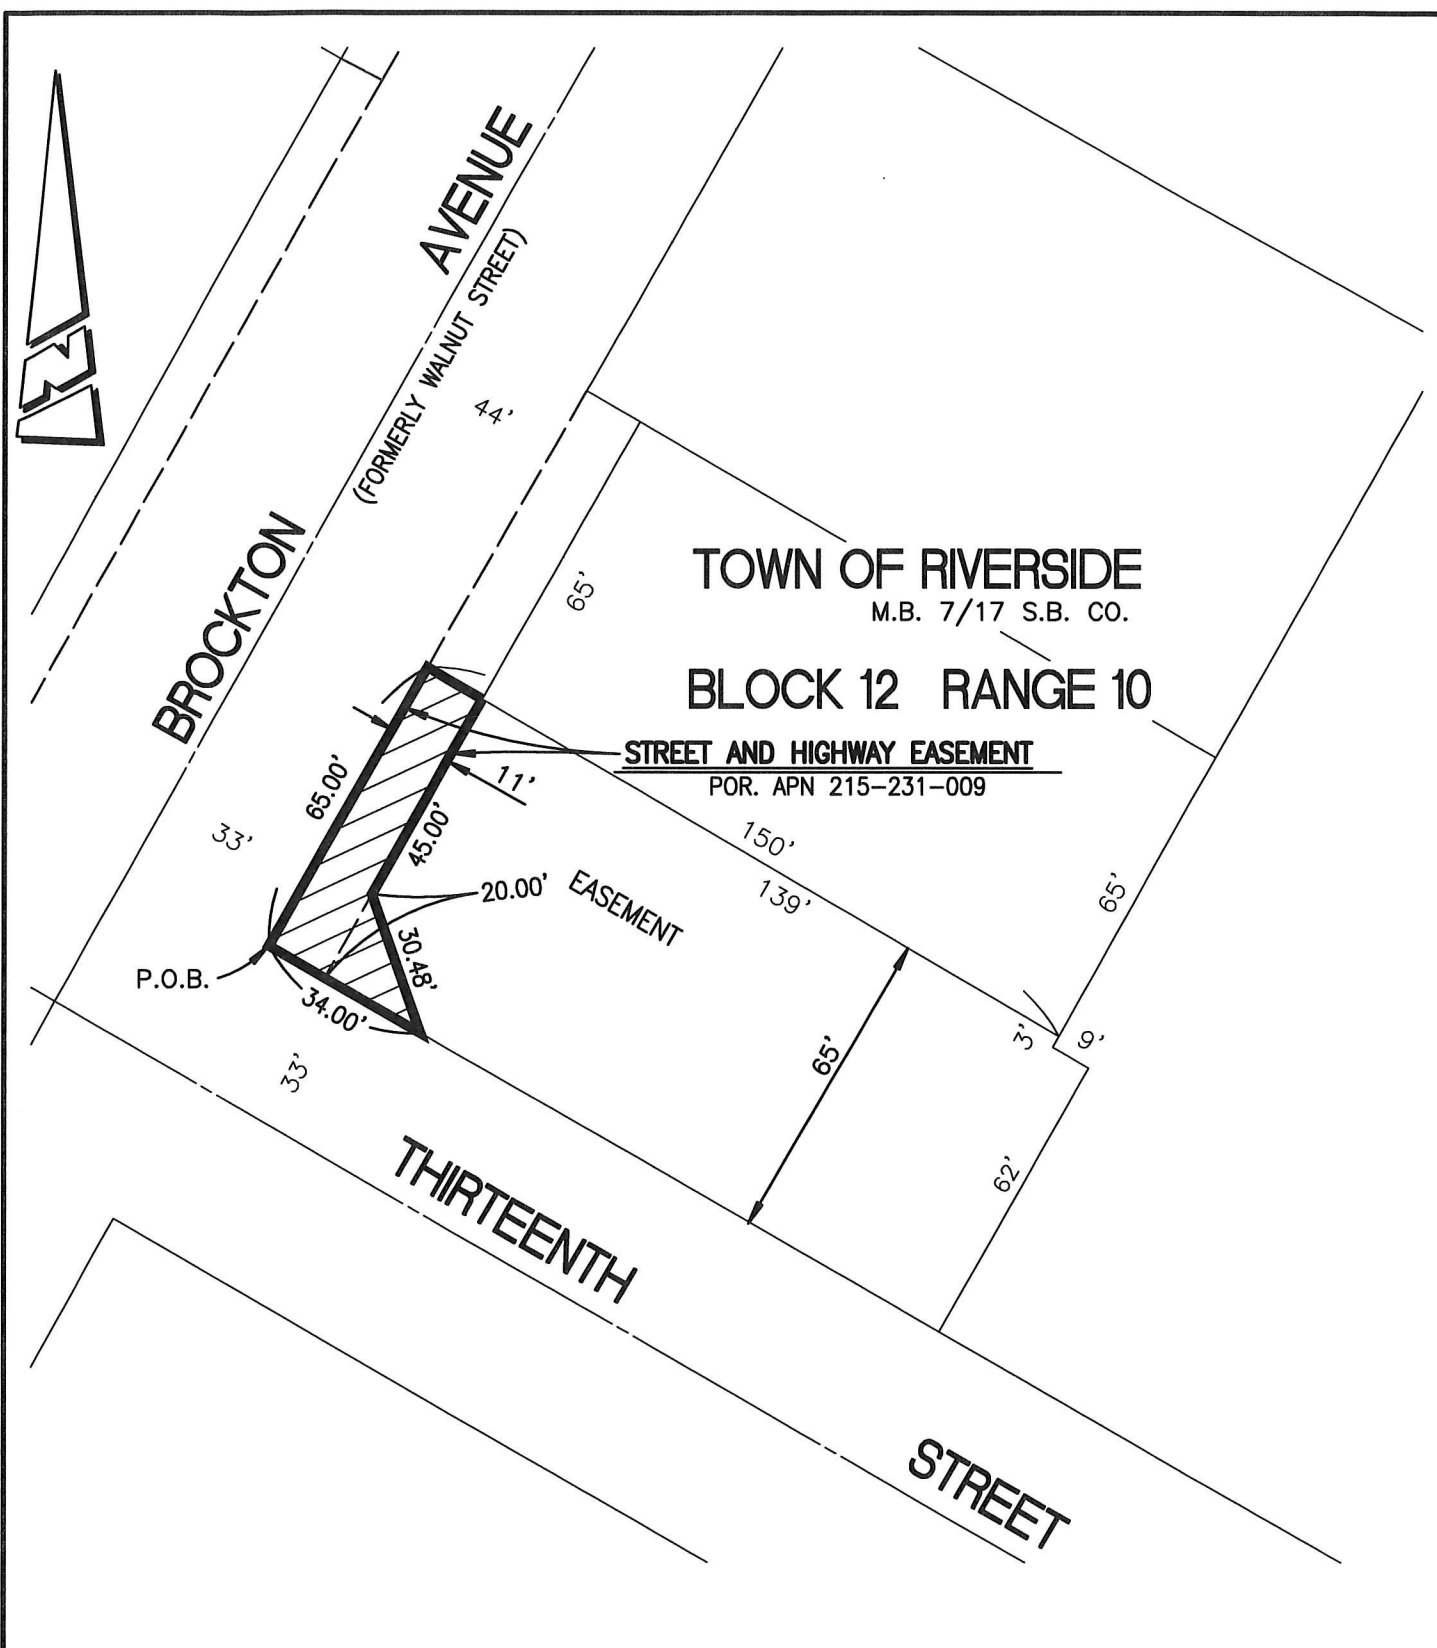 N
BROCKTON AVENUE
(FORMERLY WALNUT STREET)
44'
65'
TOWN OF RIVERSIDE
M.B. 7/17 S.B. CO.
BLOCK 12 RANGE 10
STREET AND HIGHWAY EASEMENT
POR. APN 215-231-009
11'
65.00'
45.00'
33'
150'
139'
20.00'
EASEMENT
65'
30.48'
P.O.B.
34.00'
33'
65'
3'
9'
62'
THIRTEENTH STREET